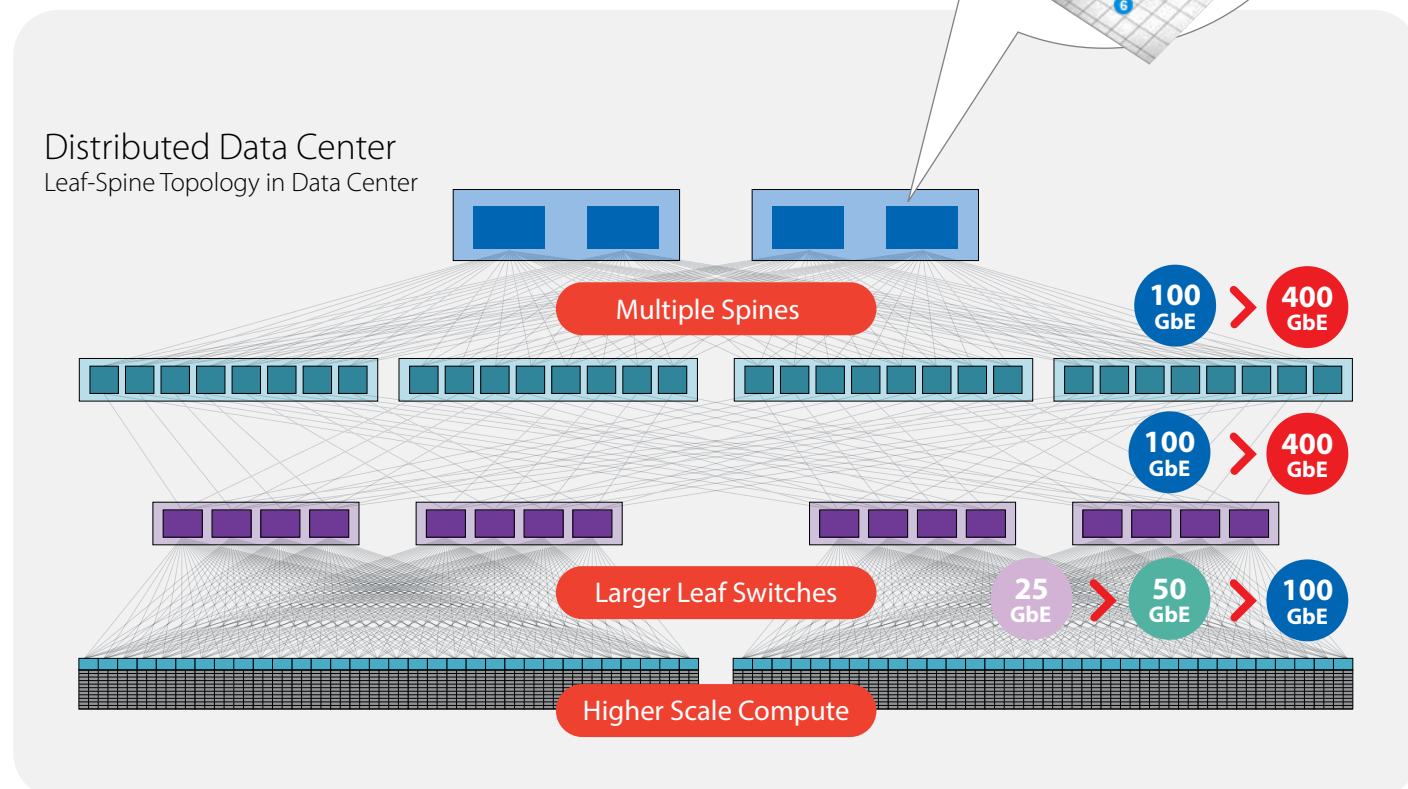 6
Distributed Data Center
Leaf-Spine Topology in Data Center
Multiple Spines
100
GbE
400
GbE
100
GbE
400
GbE
Larger Leaf Switches
25
GbE
50
GbE
100
GbE
Higher Scale Compute